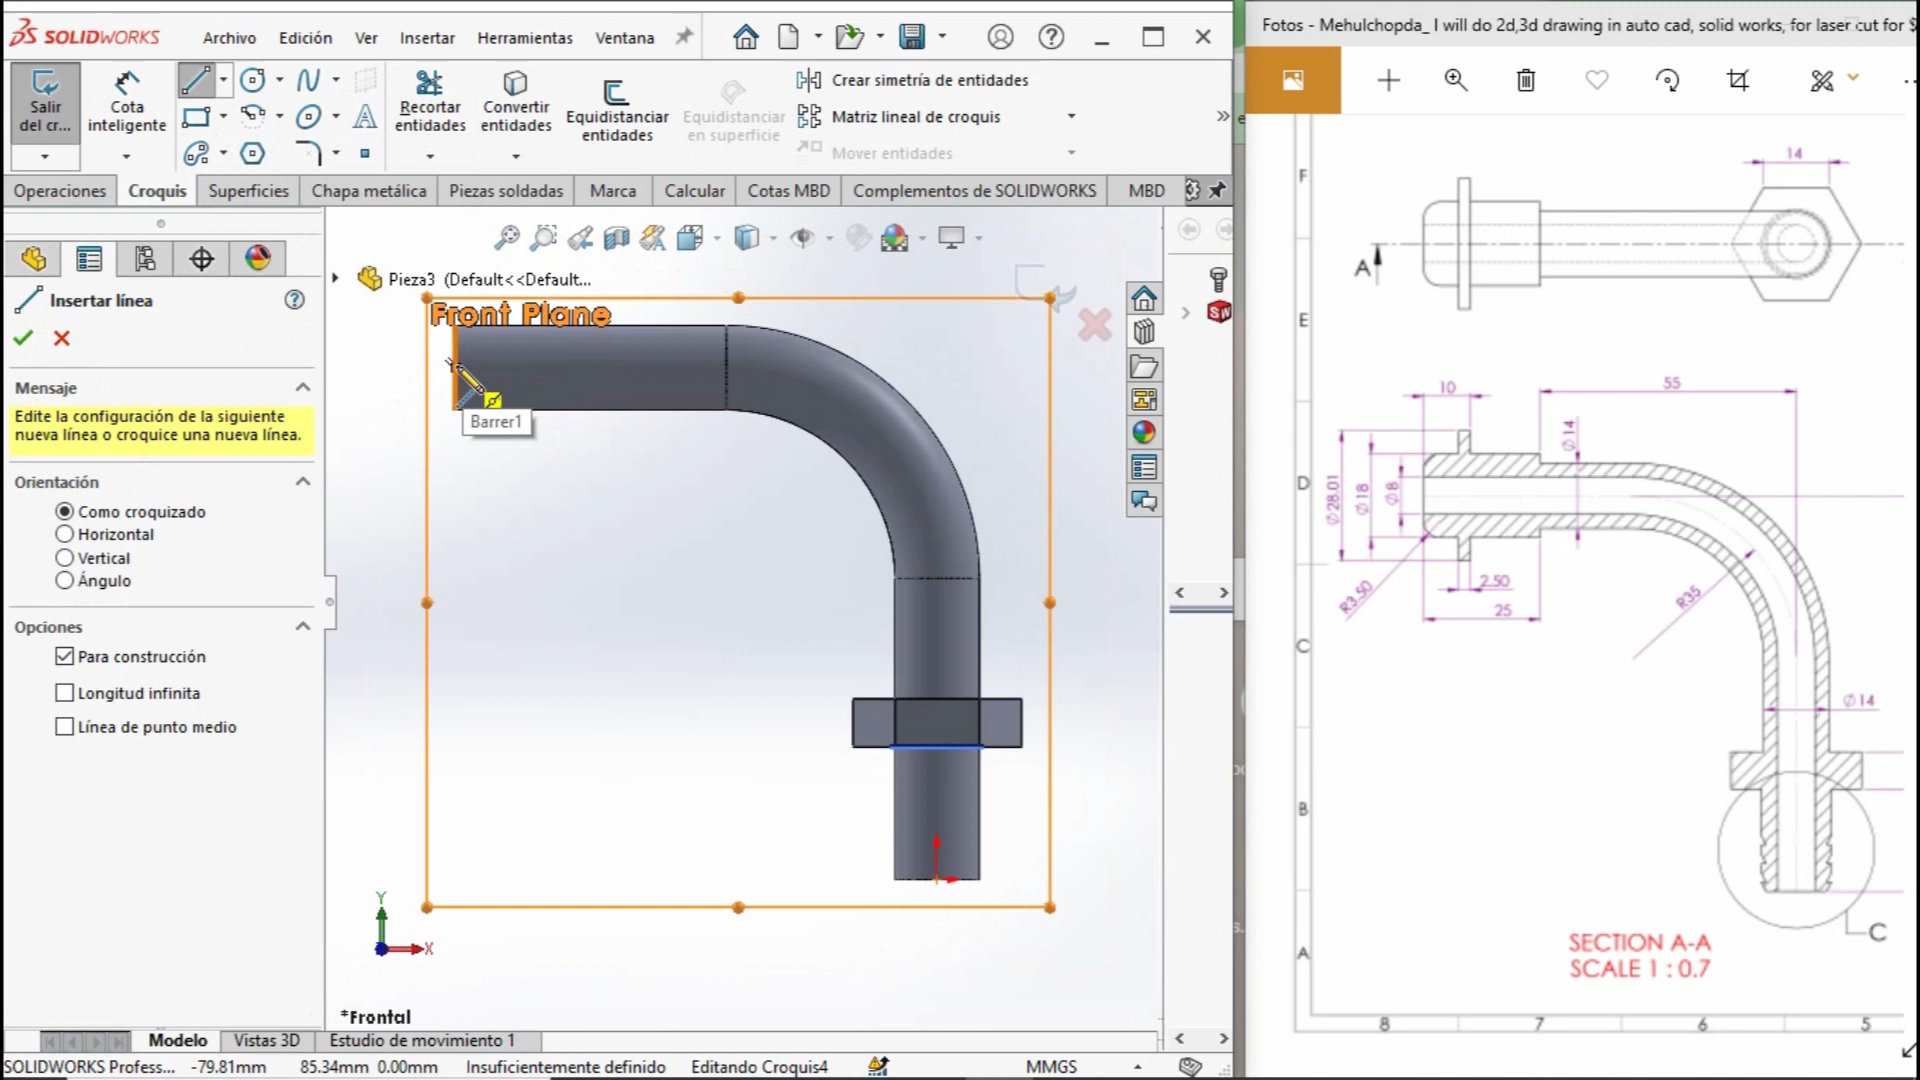 SOLIDWORKS
Archivo Edición Ver Insertar Herramientas Ventana
Fotos - Mehulchopda_ I will do 2d,3d drawing in auto cad, solid works, for laser cut for $
Salir del cr...
Cota inteligente
Recortar entidades
Convertir entidades
Equidistanciar entidades
Equidistanciar en superficie
Crear simetría de entidades
Matriz lineal de croquis
Mover entidades
Operaciones Croquis Superficies Chapa metálica Piezas soldadas Marca Calcular Cotas MBD Complementos de SOLIDWORKS MBD
Insertar línea
Mensaje
Edite la configuración de la siguiente
nueva línea o croquice una nueva línea.
Orientación
Como croquizado
Horizontal
Vertical
Ángulo
Opciones
Para construcción
Longitud infinita
Línea de punto medio
Pieza3 (Default<<Default...
Front Plane
Barrer1
Y
X
*Frontal
Modelo Vistas 3D Estudio de movimiento 1
SOLIDWORKS Profess... -79.81mm 85.34mm 0.00mm Insuficientemente definido Editando Croquis4 MMGS
F
14
A
E
10
55
Ø14
D
Ø28.01
Ø18
Ø8
R3.50
2.50
25
R35
C
Ø14
B
C
A
SECTION A-A
SCALE 1 : 0.7
8 7 6 5